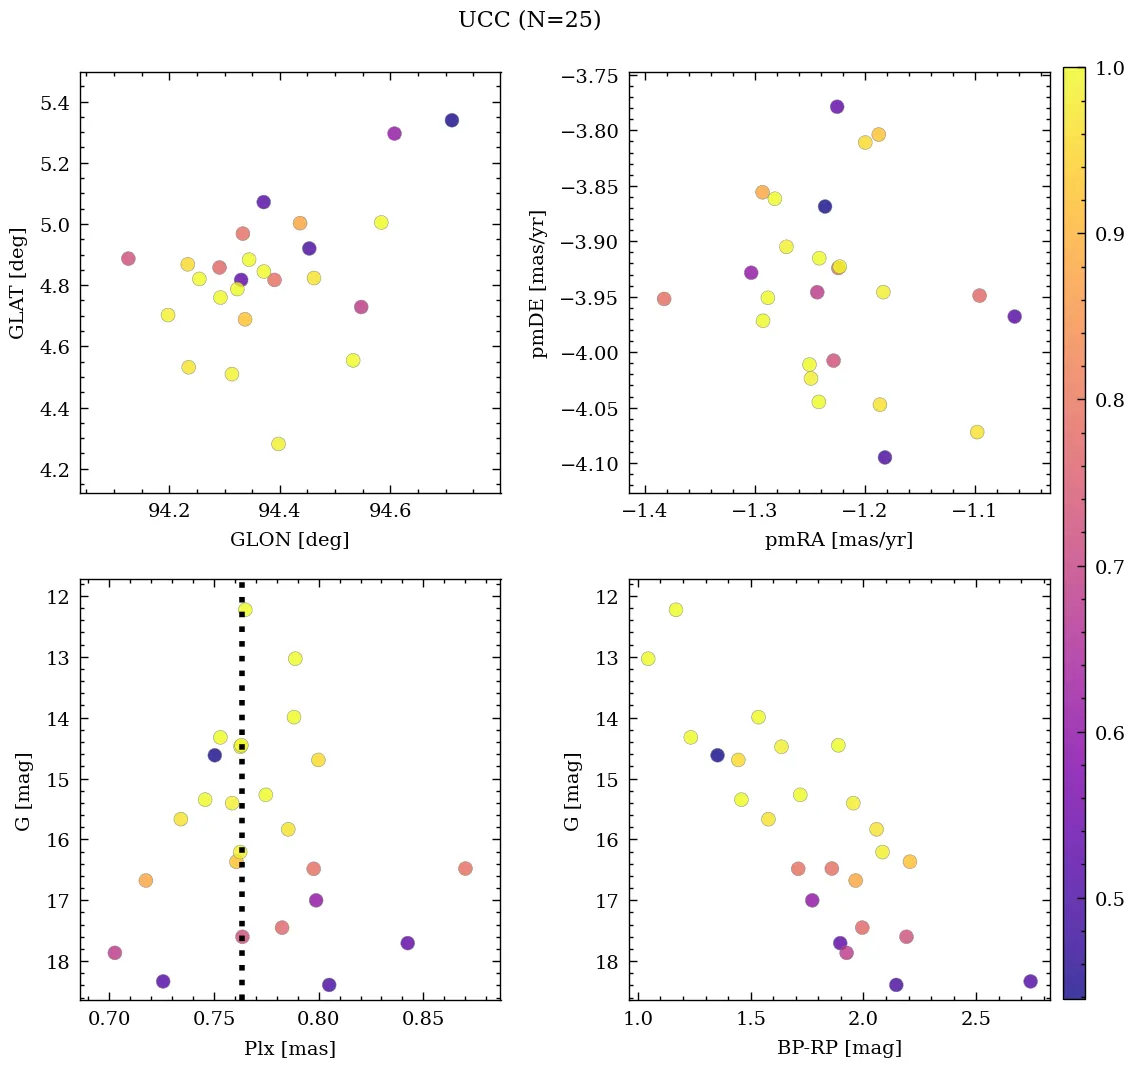 UCC (N=25)
5.4
5.2
5.0
4.8
4.6
4.4
4.2
GLAT [deg]
94.2 94.4 94.6
GLON [deg]
−3.75
−3.80
−3.85
−3.90
−3.95
−4.00
−4.05
−4.10
pmDE [mas/yr]
−1.4 −1.3 −1.2 −1.1
pmRA [mas/yr]
12
13
14
15
16
17
18
G [mag]
0.70 0.75 0.80 0.85
Plx [mas]
12
13
14
15
16
17
18
G [mag]
1.0 1.5 2.0 2.5
BP-RP [mag]
1.0
0.9
0.8
0.7
0.6
0.5